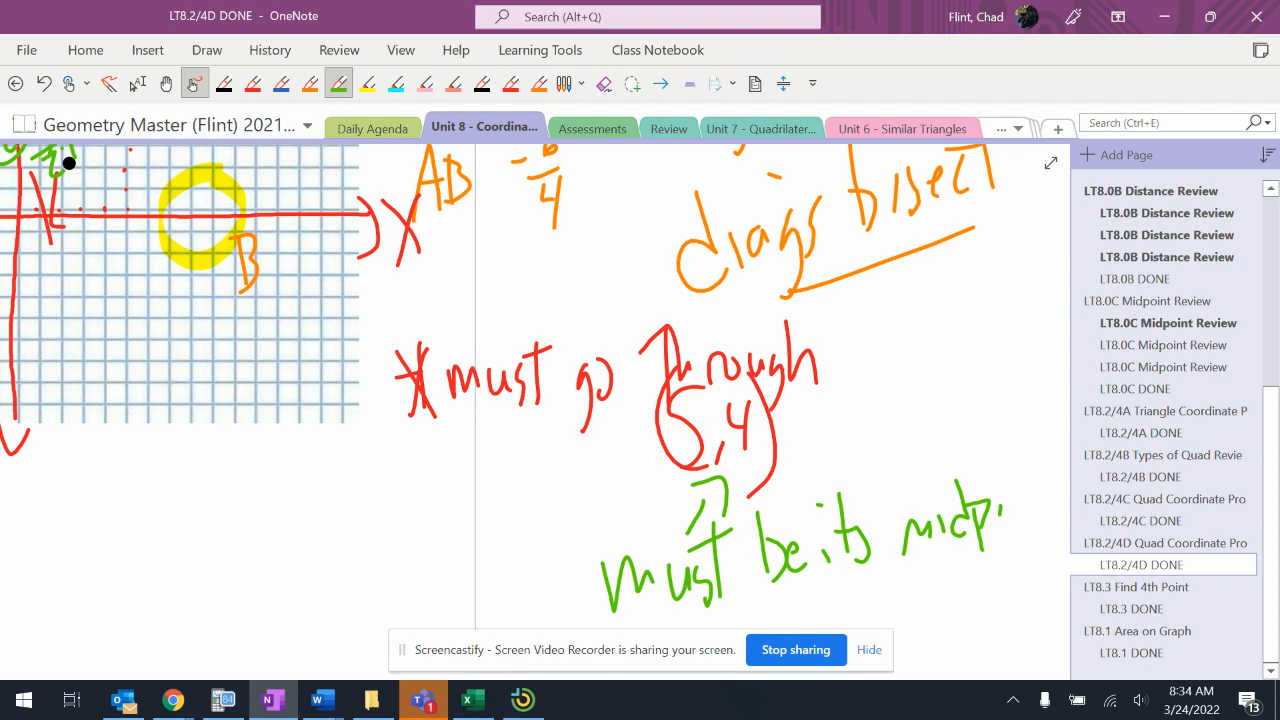 LT8.2/4D DONE - OneNote
Search (Alt+Q)
Flint, Chad
File Home Insert Draw History Review View Help Learning Tools Class Notebook
Geometry Master (Flint) 2021...
Daily Agenda
Unit 8 - Coordina...
Assessments
Review
Unit 7 - Quadrilater...
Unit 6 - Similar Triangles
...
Search (Ctrl+E)
Add Page
LT8.0B Distance Review
LT8.0B Distance Review
LT8.0B Distance Review
LT8.0B Distance Review
LT8.0B DONE
LT8.0C Midpoint Review
LT8.0C Midpoint Review
LT8.0C Midpoint Review
LT8.0C Midpoint Review
LT8.0C DONE
LT8.2/4A Triangle Coordinate P
LT8.2/4A DONE
LT8.2/4B Types of Quad Revie
LT8.2/4B DONE
LT8.2/4C Quad Coordinate Pro
LT8.2/4C DONE
LT8.2/4D Quad Coordinate Pro
LT8.2/4D DONE
LT8.3 Find 4th Point
LT8.3 DONE
LT8.1 Area on Graph
LT8.1 DONE
X
B
AB
4
diags bisect
* must go through
(5,4)
must be its midp
Screencastify - Screen Video Recorder is sharing your screen.
Stop sharing
Hide
84
1
8:34 AM
3/24/2022
13